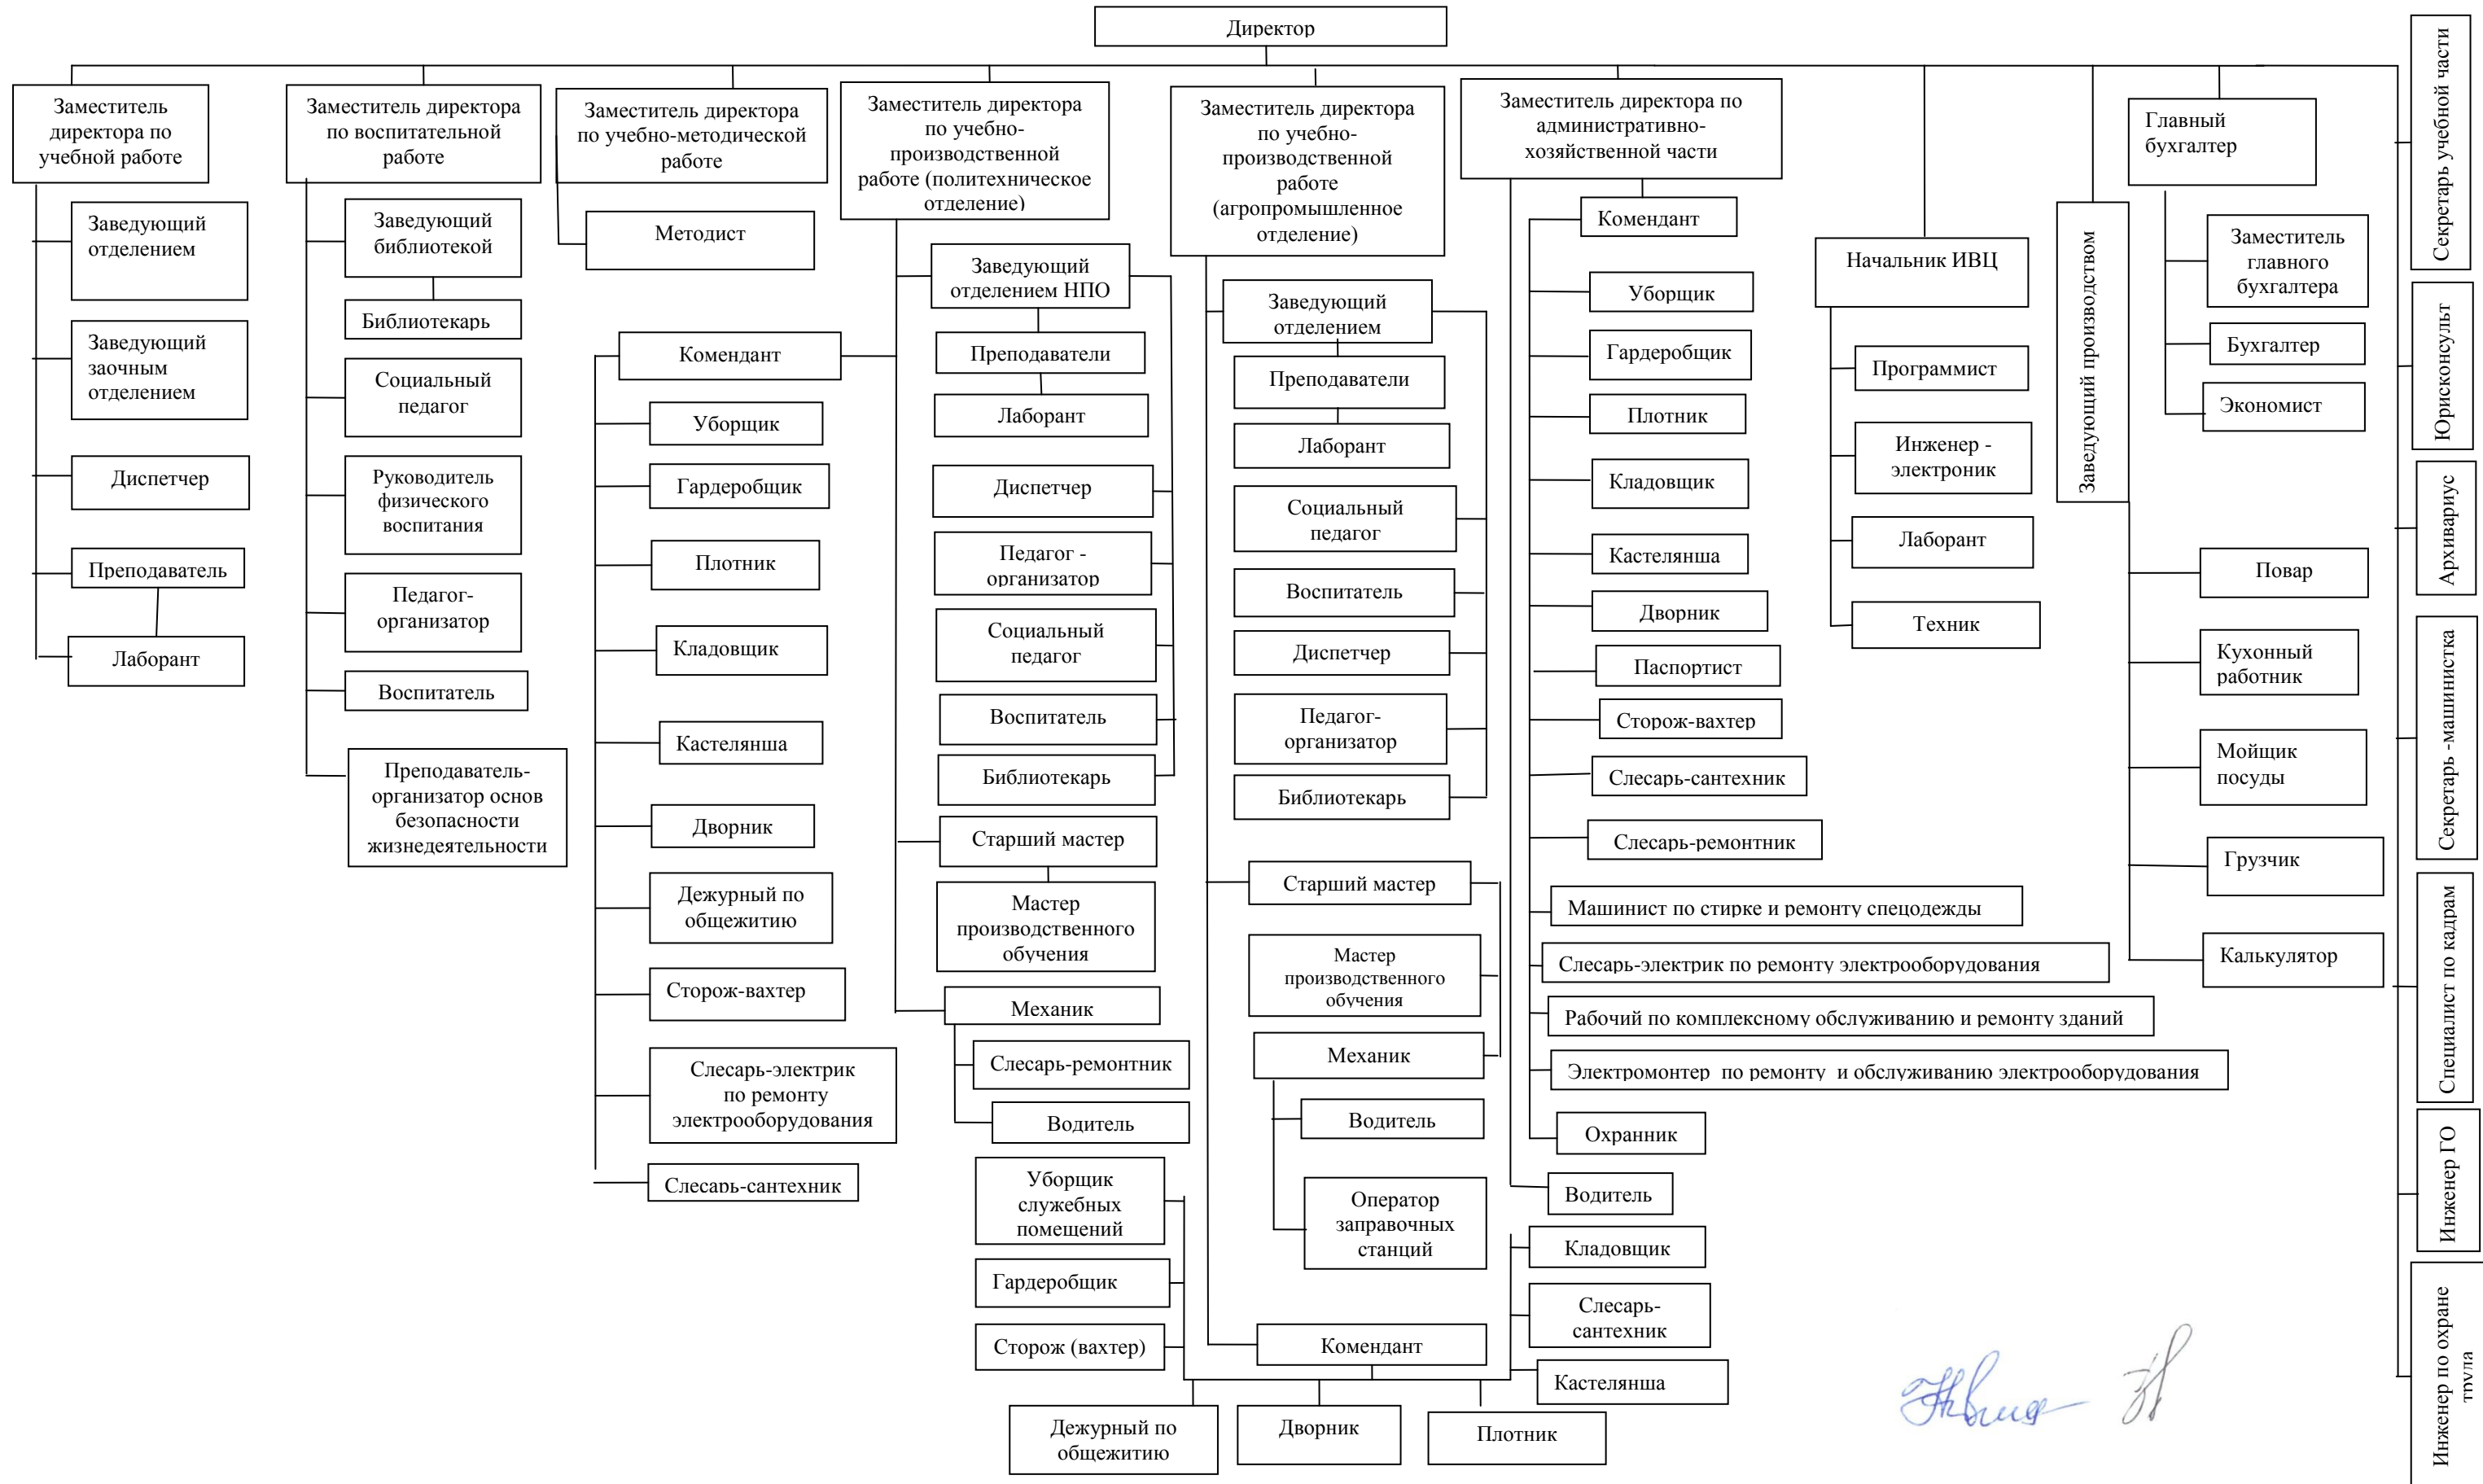 Директор
Заместитель
директора по
учебной работе
Заведующий
отделением
Заведующий
заочным
отделением
Диспетчер
Преподаватель
Лаборант
Заместитель директора
по воспитательной
работе
Заведующий
библиотекой
Библиотекарь
Социальный
педагог
Руководитель
физического
воспитания
Педагог-
организатор
Воспитатель
Преподаватель-
организатор основ
безопасности
жизнедеятельности
Заместитель директора
по учебно-методической
работе
Методист
Заместитель директора
по учебно-
производственной
работе (политехническое
отделение)
Комендант
Уборщик
Гардеробщик
Плотник
Кладовщик
Кастелянша
Дворник
Дежурный по
общежитию
Сторож-вахтер
Слесарь-электрик
по ремонту
электрооборудования
Слесарь-сантехник
Заведующий
отделением НПО
Преподаватели
Лаборант
Диспетчер
Педагог -
организатор
Социальный
педагог
Воспитатель
Библиотекарь
Старший мастер
Мастер
производственного
обучения
Механик
Слесарь-ремонтник
Водитель
Заместитель директора
по учебно-
производственной
работе
(агропромышленное
отделение)
Заведующий
отделением
Преподаватели
Лаборант
Социальный
педагог
Воспитатель
Диспетчер
Педагог-
организатор
Библиотекарь
Старший мастер
Мастер
производственного
обучения
Механик
Водитель
Оператор
заправочных
станций
Комендант
Уборщик
служебных
помещений
Гардеробщик
Сторож (вахтер)
Дежурный по
общежитию
Дворник
Плотник
Кладовщик
Слесарь-
сантехник
Кастелянша
Заместитель директора по
административно-
хозяйственной части
Комендант
Уборщик
Гардеробщик
Плотник
Кладовщик
Кастелянша
Дворник
Паспортист
Сторож-вахтер
Слесарь-сантехник
Слесарь-ремонтник
Машинист по стирке и ремонту спецодежды
Слесарь-электрик по ремонту электрооборудования
Рабочий по комплексному обслуживанию и ремонту зданий
Электромонтер по ремонту и обслуживанию электрооборудования
Охранник
Водитель
Начальник ИВЦ
Программист
Инженер -
электроник
Лаборант
Техник
Заведующий производством
Повар
Кухонный
работник
Мойщик
посуды
Грузчик
Калькулятор
Главный
бухгалтер
Заместитель
главного
бухгалтера
Бухгалтер
Экономист
Секретарь учебной части
Юрисконсульт
Архивариус
Секретарь -машинистка
Специалист по кадрам
Инженер ГО
Инженер по охране
труда